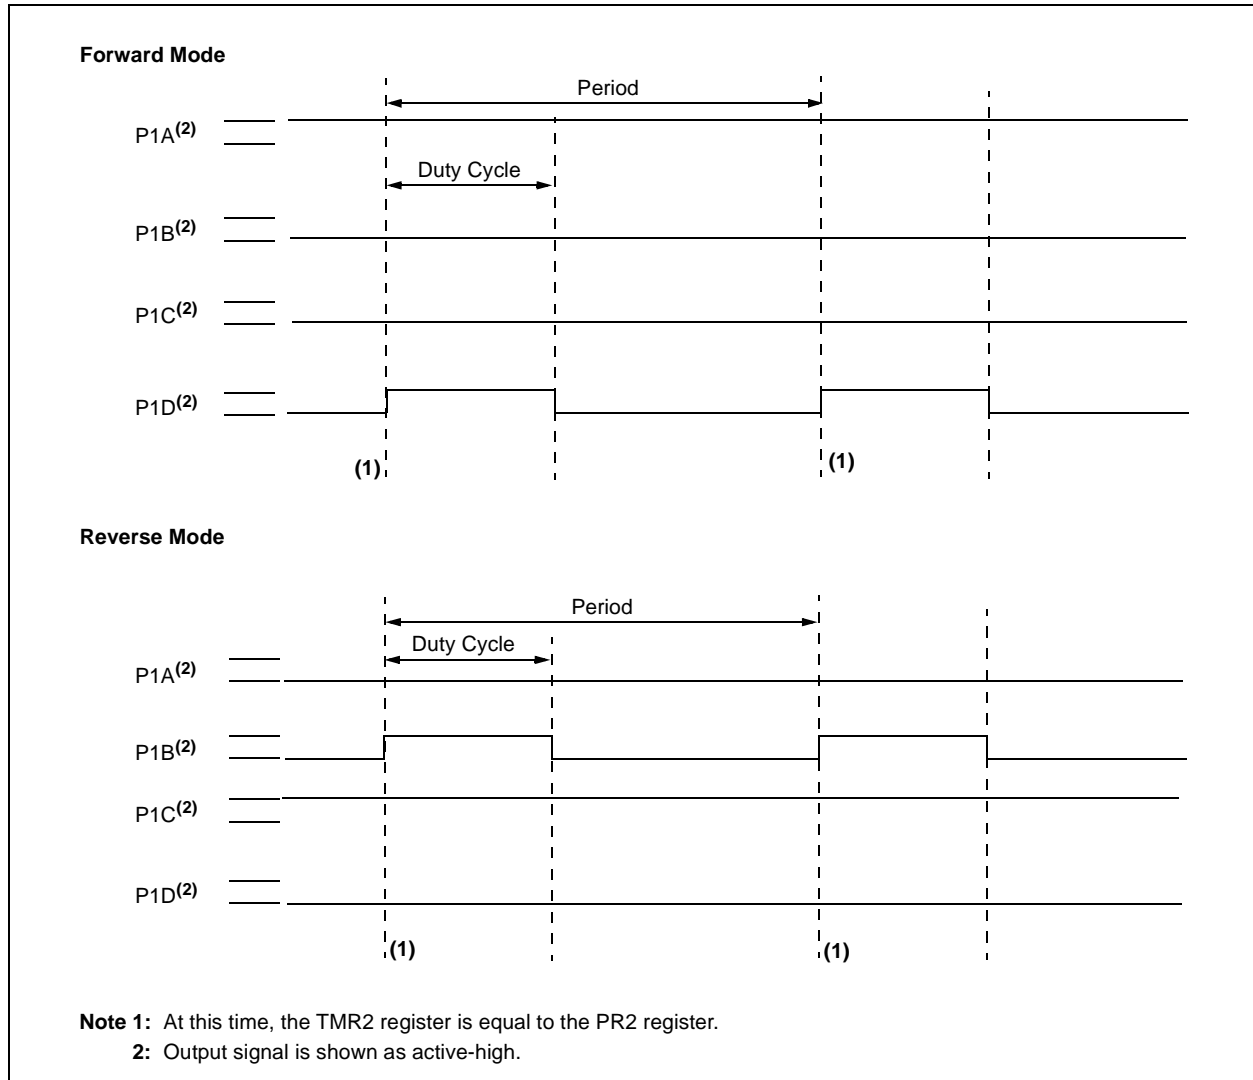 Forward Mode
Period
P1A(2)
Duty Cycle
P1B(2)
P1C(2)
P1D(2)
(1)
(1)
Reverse Mode
Period
Duty Cycle
P1A(2)
P1B(2)
P1C(2)
P1D(2)
(1)
(1)
Note 1: At this time, the TMR2 register is equal to the PR2 register.
2: Output signal is shown as active-high.